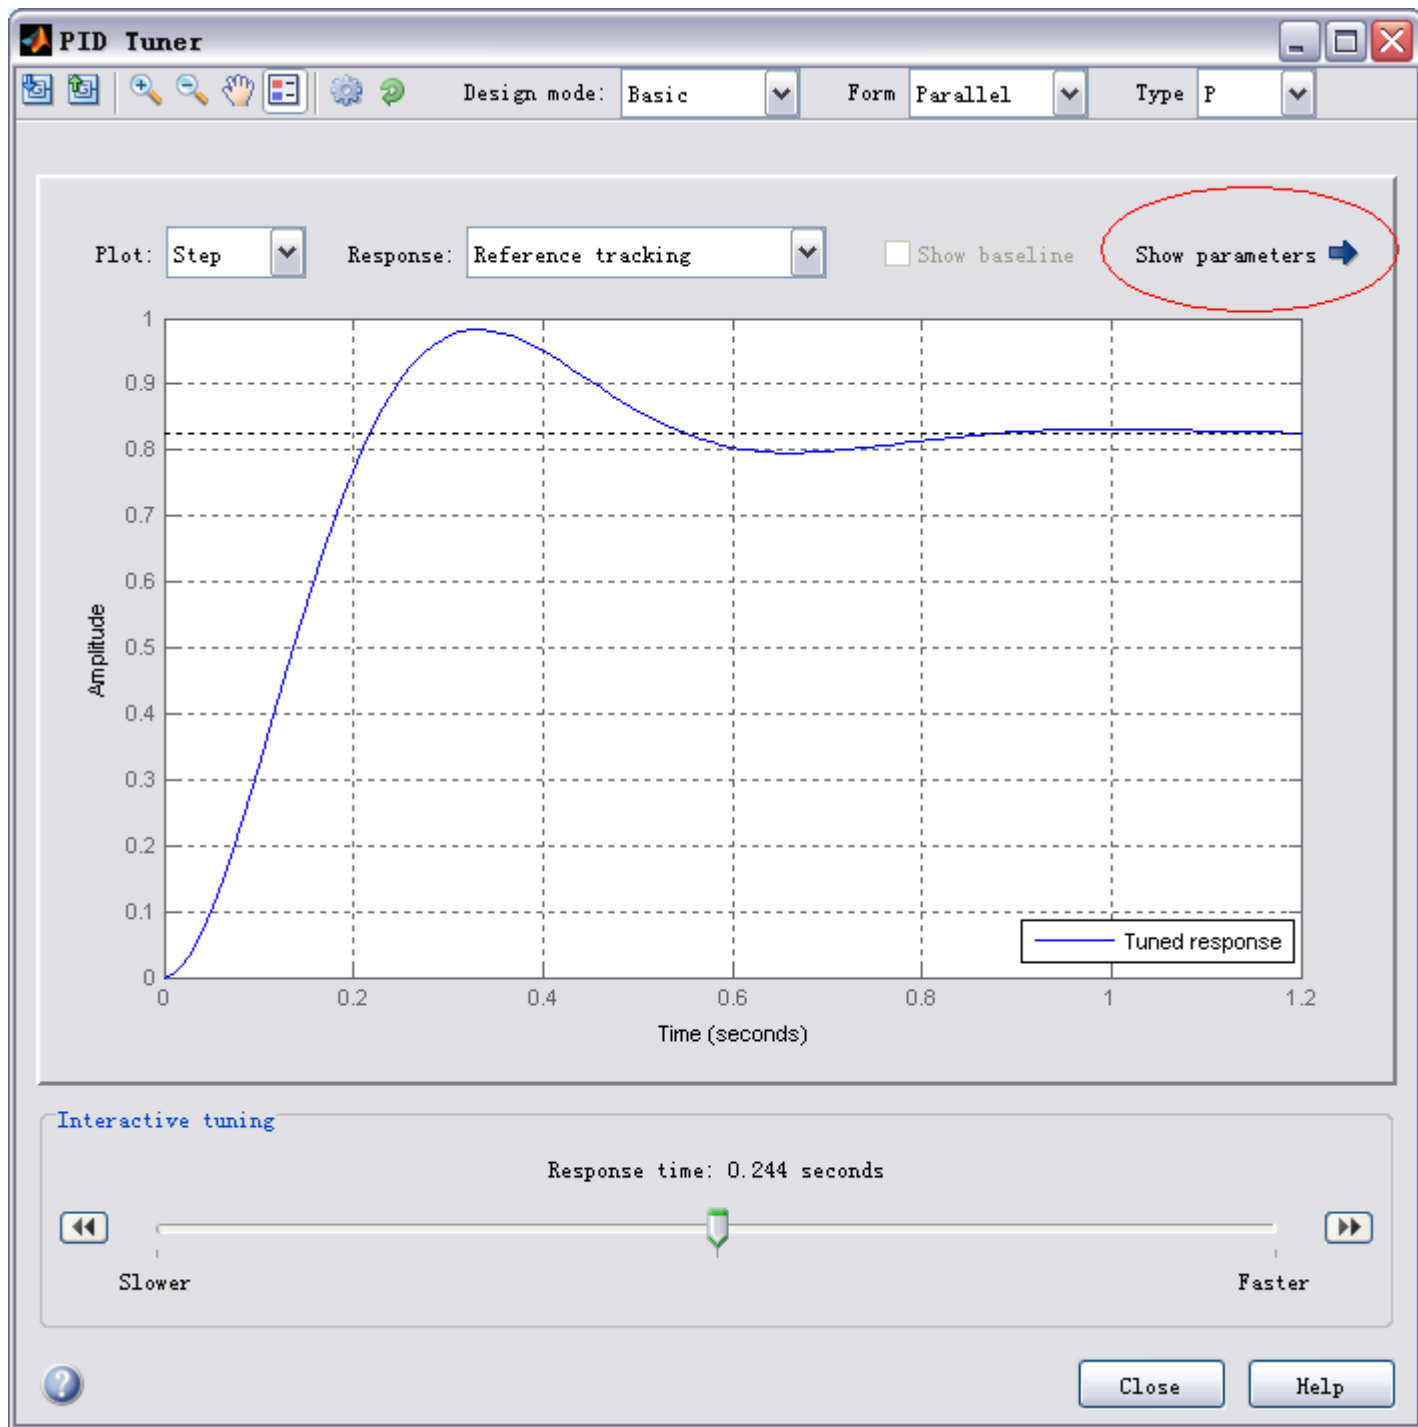 PID Tuner
Design mode: Basic Form Parallel Type P
Plot: Step Response: Reference tracking Show baseline Show parameters
1
0.9
0.8
0.7
0.6
0.5
0.4
0.3
0.2
0.1
0
Amplitude
Tuned response
0 0.2 0.4 0.6 0.8 1 1.2
Time (seconds)
Interactive tuning
Response time: 0.244 seconds
Slower Faster
? Close Help